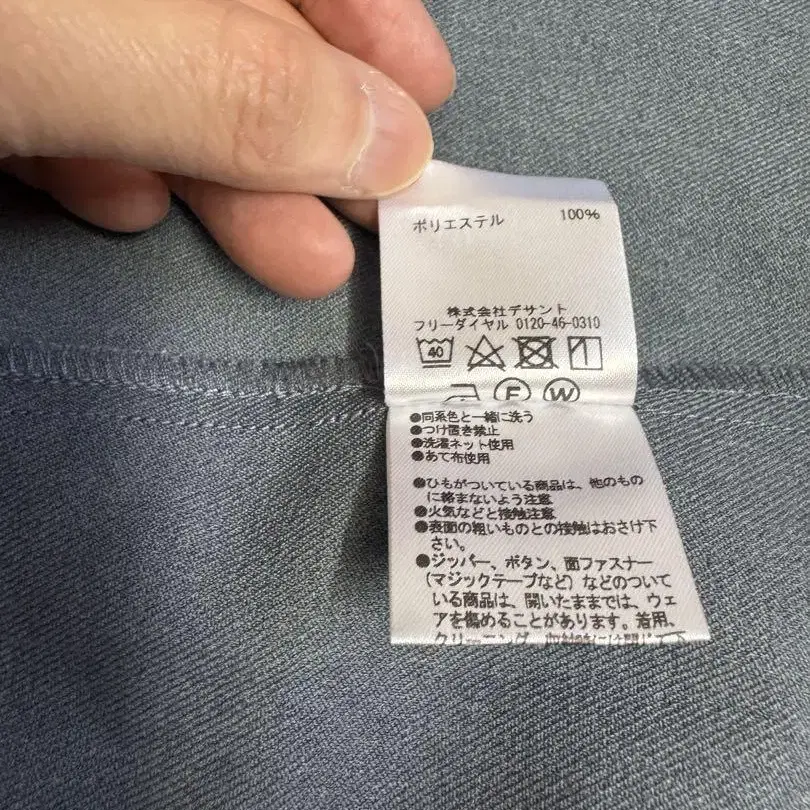 ポリエステル 100%
株式会社デサント
フリーダイヤル 0120-46-0310
40
F W
●同系色と一緒に洗う
●つけ置き禁止
●洗濯ネット使用
●あて布使用
●ひもがついている商品は、他のもの
に絡まないよう注意
●火気などと接触注意
●表面の粗いものとの接触はおさけ下
さい。
●ジッパー、ボタン、面ファスナー
(マジックテープなど) などのついて
いる商品は、開いたままでは、ウェ
アを傷めることがあります。着用、